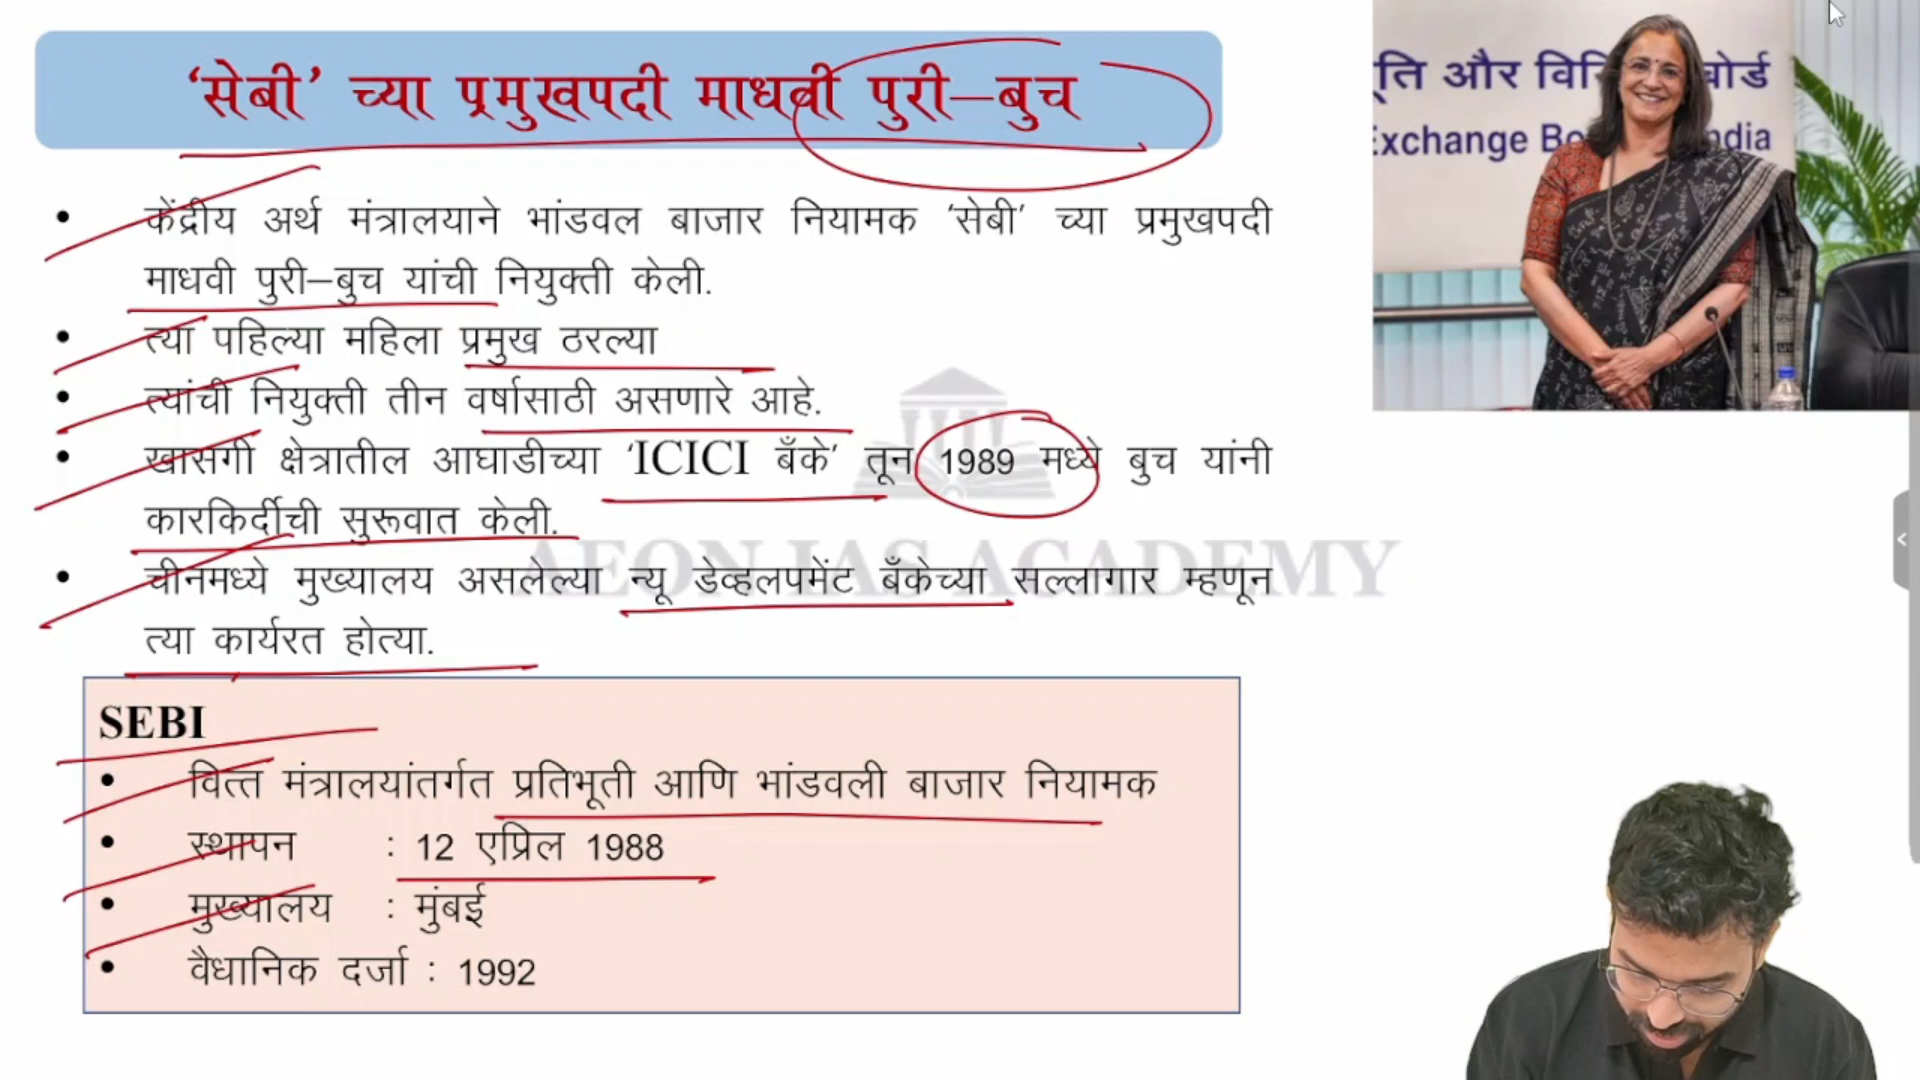 ‘सेबी’ च्या प्रमुखपदी माधवी पुरी–बुच
• केंद्रीय अर्थ मंत्रालयाने भांडवल बाजार नियामक ‘सेबी’ च्या प्रमुखपदी
माधवी पुरी–बुच यांची नियुक्ती केली.
• त्या पहिल्या महिला प्रमुख ठरल्या
• त्यांची नियुक्ती तीन वर्षासाठी असणारे आहे.
• खासगी क्षेत्रातील आघाडीच्या ‘ICICI बँके’ तून 1989 मध्ये बुच यांनी
कारकिर्दीची सुरूवात केली.
• चीनमध्ये मुख्यालय असलेल्या न्यू डेव्हलपमेंट बँकेच्या सल्लागार म्हणून
त्या कार्यरत होत्या.
AEON IAS ACADEMY
SEBI
• वित्त मंत्रालयांतर्गत प्रतिभूती आणि भांडवली बाजार नियामक
• स्थापन : 12 एप्रिल 1988
• मुख्यालय : मुंबई
• वैधानिक दर्जा : 1992
और
Exchange